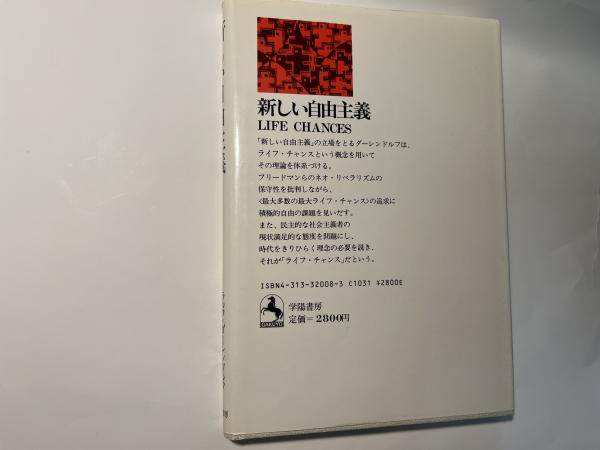 新しい自由主義
LIFE CHANCES
「新しい自由主義」の立場をとるダーレンドルフは、
ライフ・チャンスという概念を用いて
その理論を体系づける。
フリードマンらのネオ・リベラリズムの
保守性を批判しながら、
〈最大多数の最大ライフ・チャンス〉の追求に
積極的自由の課題を見いだす。
また、民主的な社会主義者の
現状満足的な態度を問題にし、
時代をきりひらく理念の必要を説き、
それが「ライフ・チャンス」だという。
ISBN4-313-32008-3 C1031 ¥2800E
GAKUYO
学陽書房
定価＝2800円